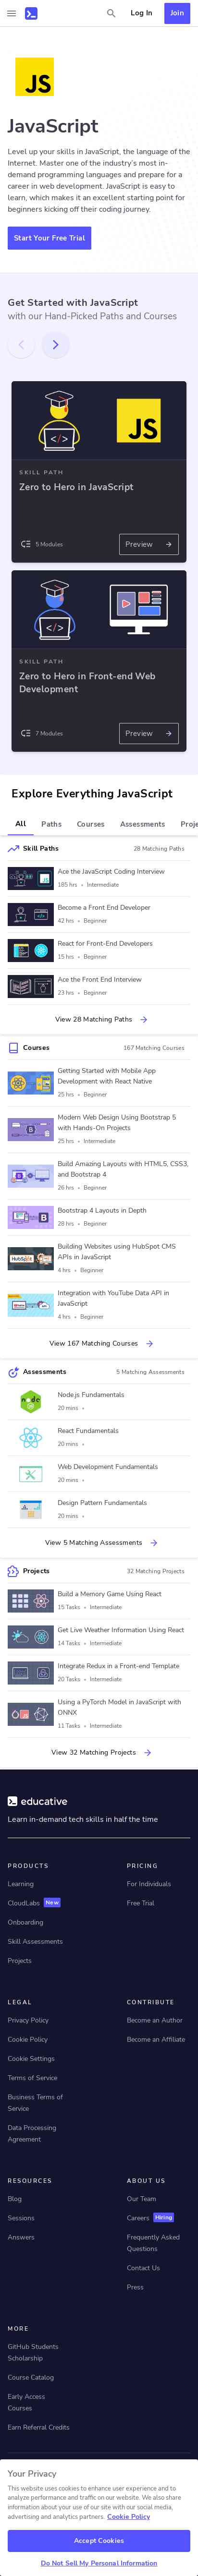 Log In
Join
JS
JavaScript
Level up your skills in JavaScript, the language of the
Internet. Master one of the industry's most in-
demand programming languages and prepare for a
career in web development. JavaScript is easy to
learn, which makes it an excellent starting point for
beginners kicking off their coding journey.
Start Your Free Trial
Get Started with JavaScript
with our Hand-Picked Paths and Courses
</>
JS
SKILL PATH
Zero to Hero in JavaScript
5 Modules
Preview
</>
SKILL PATH
Zero to Hero in Front-end Web
Development
7 Modules
Preview
Explore Everything JavaScript
All
Paths
Courses
Assessments
Proje
Skill Paths
28 Matching Paths
Ace the JavaScript Coding Interview
185 hrs • Intermediate
Become a Front End Developer
42 hrs • Beginner
React for Front-End Developers
15 hrs • Beginner
Ace the Front End Interview
23 hrs • Beginner
View 28 Matching Paths
Courses
167 Matching Courses
Getting Started with Mobile App
Development with React Native
25 hrs • Beginner
Modern Web Design Using Bootstrap 5
with Hands-On Projects
25 hrs • Intermediate
Build Amazing Layouts with HTML5, CSS3,
and Bootstrap 4
26 hrs • Beginner
Bootstrap 4 Layouts in Depth
28 hrs • Beginner
Building Websites using HubSpot CMS
APIs in JavaScript
4 hrs • Beginner
Integration with YouTube Data API in
JavaScript
4 hrs • Beginner
View 167 Matching Courses
Assessments
5 Matching Assessments
Node.js Fundamentals
20 mins •
React Fundamentals
20 mins •
Web Development Fundamentals
20 mins •
Design Pattern Fundamentals
20 mins •
View 5 Matching Assessments
Projects
32 Matching Projects
Build a Memory Game Using React
15 Tasks • Intermediate
Get Live Weather Information Using React
14 Tasks • Intermediate
Integrate Redux in a Front-end Template
20 Tasks • Intermediate
Using a PyTorch Model in JavaScript with
ONNX
11 Tasks • Intermediate
View 32 Matching Projects
educative
Learn in-demand tech skills in half the time
PRODUCTS
Learning
CloudLabs New
Onboarding
Skill Assessments
Projects
PRICING
For Individuals
Free Trial
LEGAL
Privacy Policy
Cookie Policy
Cookie Settings
Terms of Service
Business Terms of
Service
Data Processing
Agreement
CONTRIBUTE
Become an Author
Become an Affiliate
RESOURCES
Blog
Sessions
Answers
ABOUT US
Our Team
Careers Hiring
Frequently Asked
Questions
Contact Us
Press
MORE
GitHub Students
Scholarship
Course Catalog
Early Access
Courses
Earn Referral Credits
Your Privacy
This website uses cookies to enhance user experience and to
analyze performance and traffic on our website. We also share
information about your use of our site with our social media,
advertising and analytics partners. Cookie Policy
Accept Cookies
Do Not Sell My Personal Information